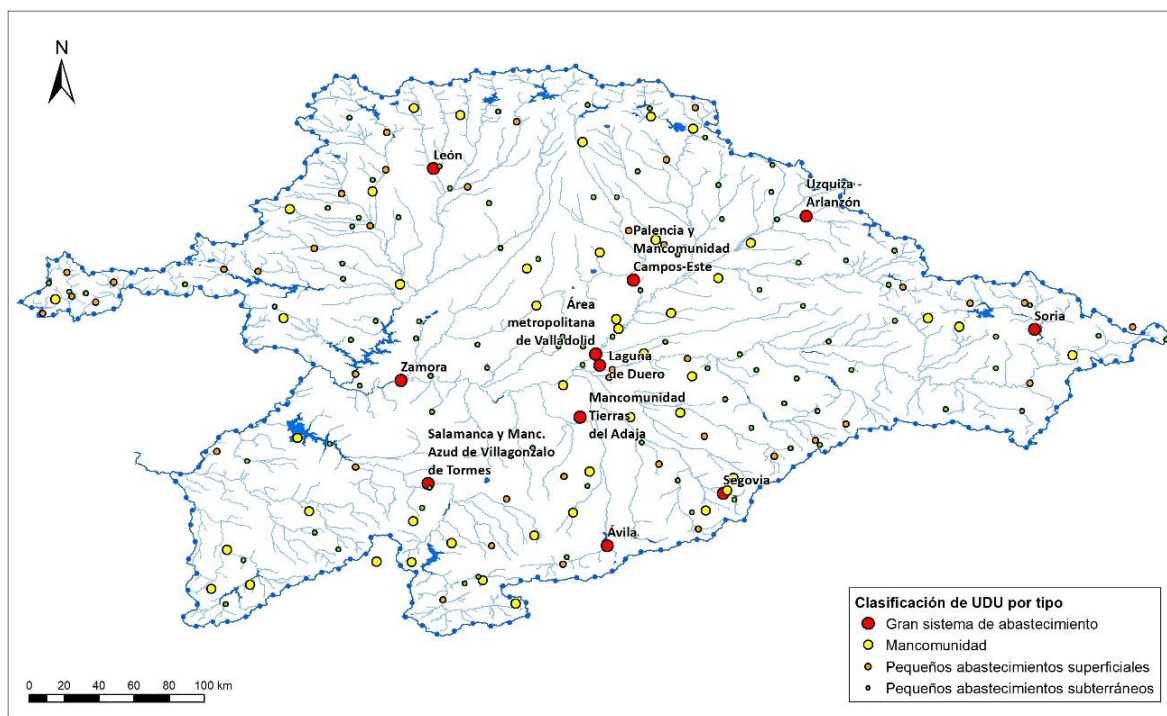 N
León
Uzquiza -
Arlanzón
Palencia y
Mancomunidad
Campos-Este
Área
metropolitana
de Valladolid
Soria
Laguna
de Duero
Zamora
Mancomunidad
Tierras
del Adaja
Salamanca y Manc.
Azud de Villagonzalo
de Tormes
Segovia
Ávila
Clasificación de UDU por tipo
Gran sistema de abastecimiento
Mancomunidad
Pequeños abastecimientos superficiales
Pequeños abastecimientos subterráneos
0 20 40 60 80 100 km